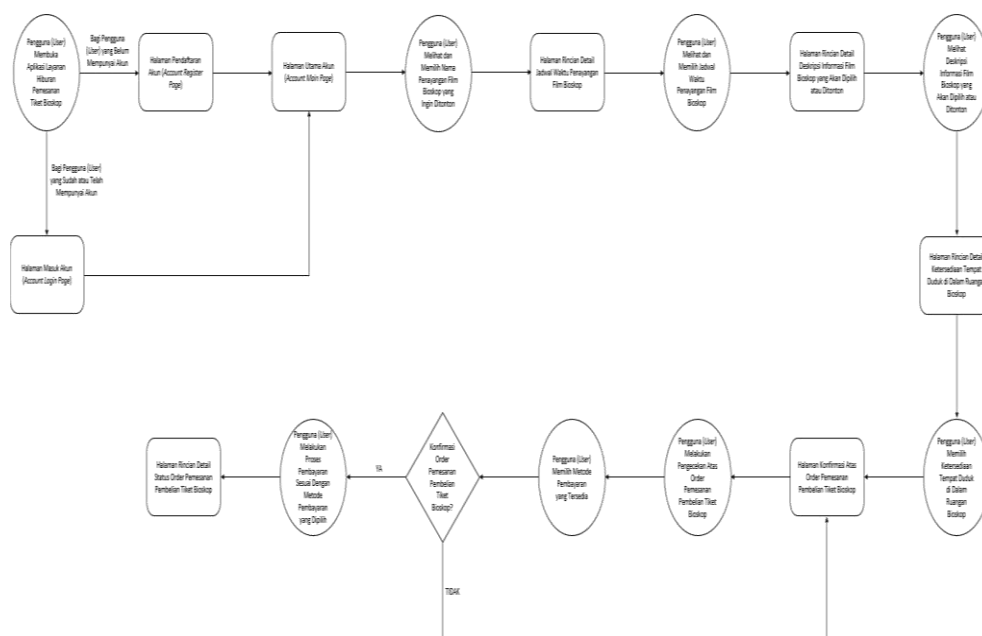 Pengguna (User)
Membuka
Aplikasi Layanan
Hiburan
Pemesanan
Tiket Bioskop
Bagi Pengguna
(User) yang Belum
Mempunyai Akun
Halaman Pendaftaran
Akun (Account Register
Page)
Halaman Utama Akun
(Account Main Page)
Pengguna (User)
Melihat dan
Memilih Nama
Penayangan Film
Bioskop yang
Ingin Ditonton
Halaman Rincian Detail
Jadwal Waktu Penayangan
Film Bioskop
Pengguna (User)
Melihat dan
Memilih Jadwal
Waktu
Penayangan Film
Bioskop
Halaman Rincian Detail
Deskripsi Informasi Film
Bioskop yang Akan Dipilih
atau Ditonton
Pengguna (User)
Melihat
Deskripsi
Informasi Film
Bioskop yang
Akan Dipilih atau
Ditonton
Bagi Pengguna (User)
yang Sudah atau Telah
Mempunyai Akun
Halaman Masuk Akun
(Account Login Page)
Halaman Rincian Detail
Ketersediaan Tempat
Duduk di Dalam Ruangan
Bioskop
Pengguna (User)
Memilih
Ketersediaan
Tempat Duduk
di Dalam
Ruangan
Bioskop
Halaman Konfirmasi Atas
Order Pemesanan
Pembelian Tiket Bioskop
Pengguna (User)
Melakukan
Pengecekan Atas
Order
Pemesanan
Pembelian Tiket
Bioskop
Pengguna (User)
Memilih Metode
Pembayaran
yang Tersedia
Konfirmasi
Order
Pemesanan
Pembelian
Tiket
Bioskop?
YA
Pengguna (User)
Melakukan
Proses
Pembayaran
Sesuai Dengan
Metode
Pembayaran
yang Dipilih
Halaman Rincian Detail
Status Order Pemesanan
Pembelian Tiket Bioskop
TIDAK